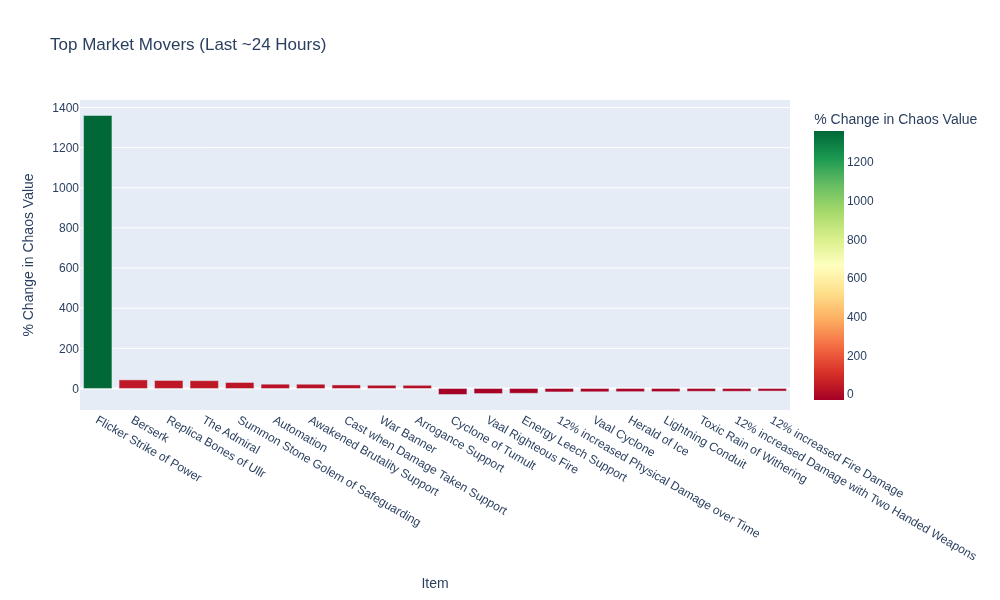 Top Market Movers (Last ~24 Hours)
% Change in Chaos Value
1400
1200
1000
800
600
400
200
0
Flicker Strike of Power
Berserk
Replica Bones of Ullr
The Admiral
Summon Stone Golem of Safeguarding
Automation
Awakened Brutality Support
Cast when Damage Taken Support
War Banner
Arrogance Support
Cyclone of Tumult
Vaal Righteous Fire
Energy Leech Support
12% increased Physical Damage over Time
Vaal Cyclone
Herald of Ice
Lightning Conduit
Toxic Rain of Withering
12% increased Damage with Two Handed Weapons
12% increased Fire Damage
Item
% Change in Chaos Value
1200
1000
800
600
400
200
0